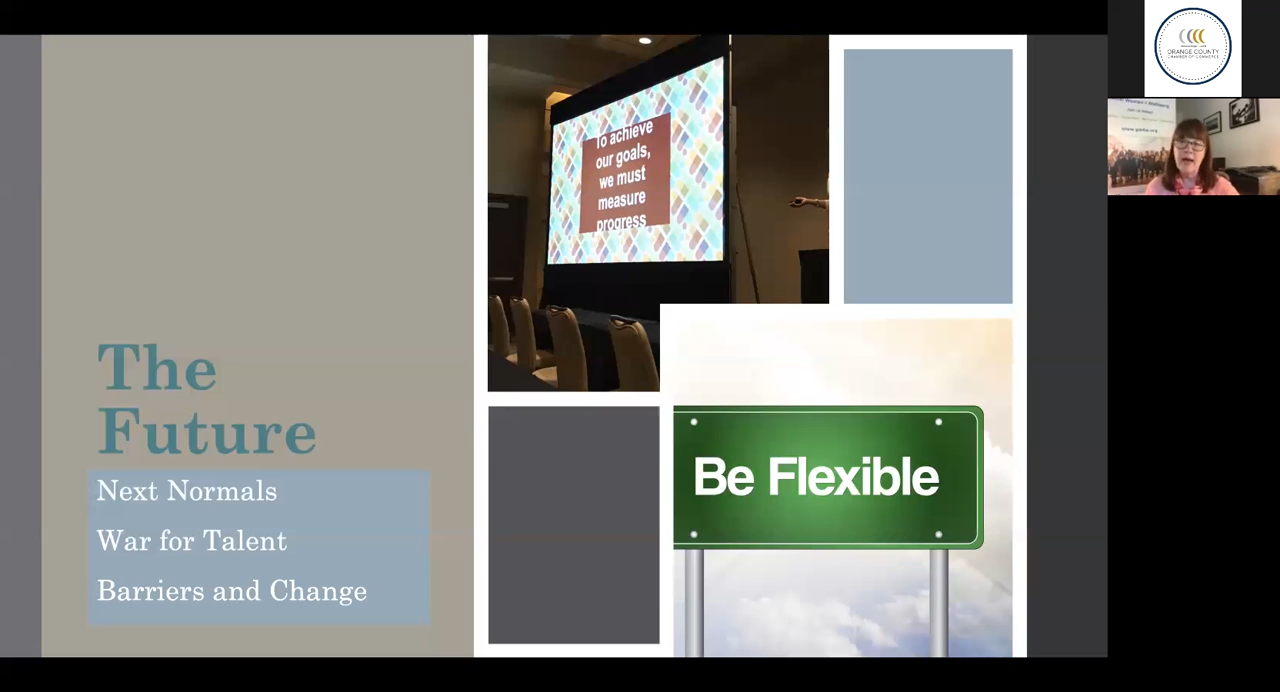 The
Future
Next Normals
War for Talent
Barriers and Change
To achieve
our goals,
we must
measure
progress
Be Flexible
ORANGE COUNTY
CHAMBER OF COMMERCE